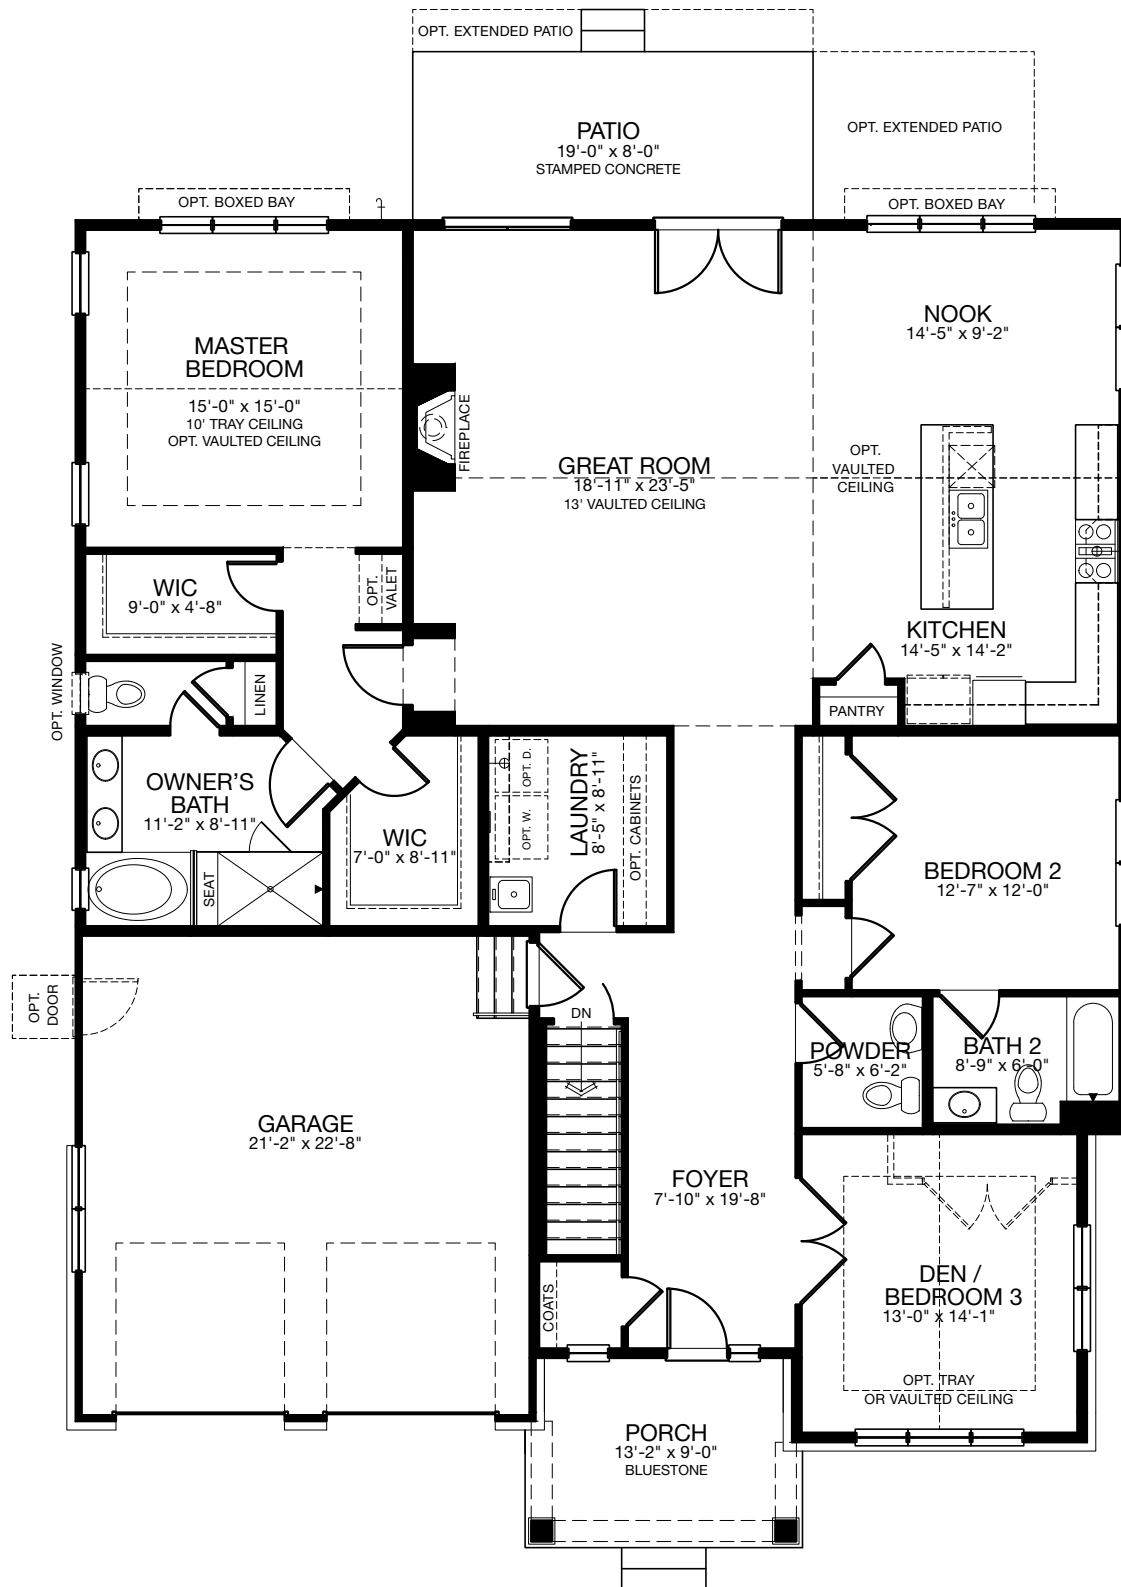 OPT. EXTENDED PATIO
PATIO
19'-0" x 8'-0"
STAMPED CONCRETE
OPT. EXTENDED PATIO
OPT. BOXED BAY
OPT. BOXED BAY
MASTER
BEDROOM
15'-0" x 15'-0"
10' TRAY CEILING
OPT. VAULTED CEILING
FIREPLACE
GREAT ROOM
18'-11" x 23'-5"
13' VAULTED CEILING
NOOK
14'-5" x 9'-2"
OPT.
VAULTED
CEILING
KITCHEN
14'-5" x 14'-2"
PANTRY
WIC
9'-0" x 4'-8"
OPT.
VALET
OPT. WINDOW
LINEN
OWNER'S
BATH
11'-2" x 8'-11"
SEAT
WIC
7'-0" x 8'-11"
OPT. D.
OPT. W.
LAUNDRY
8'-5" x 8'-11"
OPT. CABINETS
BEDROOM 2
12'-7" x 12'-0"
OPT.
DOOR
DN
POWDER
5'-8" x 6'-2"
BATH 2
8'-9" x 6'-0"
GARAGE
21'-2" x 22'-8"
FOYER
7'-10" x 19'-8"
COATS
DEN /
BEDROOM 3
13'-0" x 14'-1"
OPT. TRAY
OR VAULTED CEILING
PORCH
13'-2" x 9'-0"
BLUESTONE